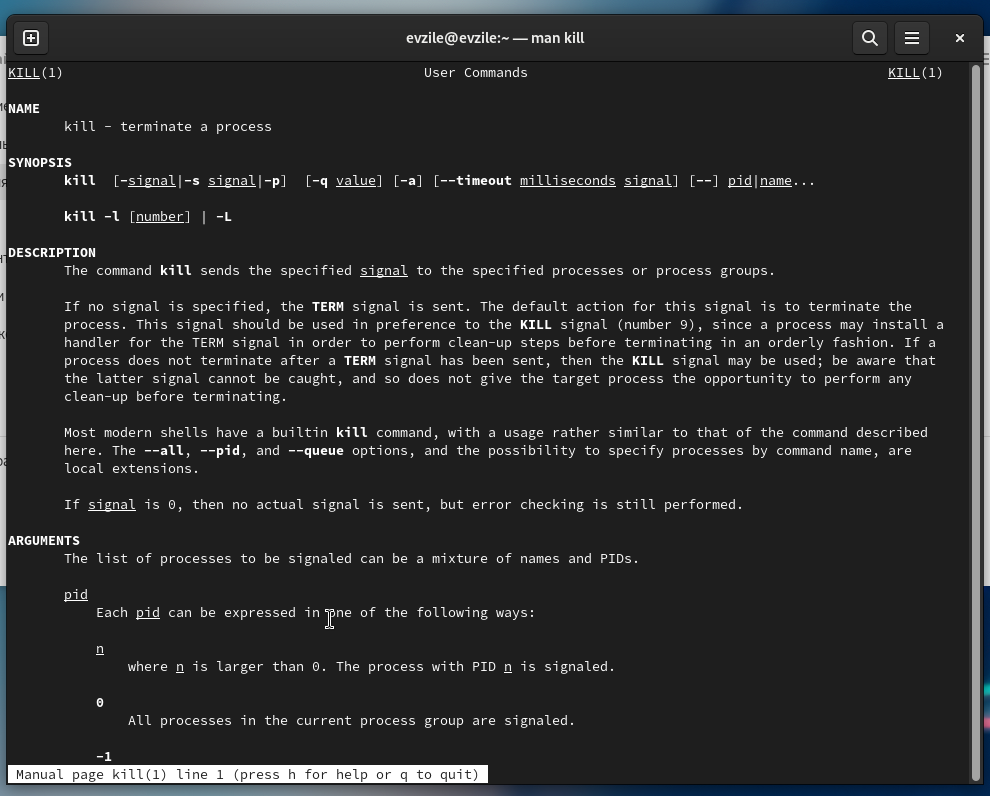 evzile@evzile:~ — man kill
KILL(1) User Commands KILL(1)
NAME
kill - terminate a process
SYNOPSIS
kill [-signal|-s signal|-p] [-q value] [-a] [--timeout milliseconds signal] [--] pid|name...
kill -l [number] | -L
DESCRIPTION
The command kill sends the specified signal to the specified processes or process groups.
If no signal is specified, the TERM signal is sent. The default action for this signal is to terminate the
process. This signal should be used in preference to the KILL signal (number 9), since a process may install a
handler for the TERM signal in order to perform clean-up steps before terminating in an orderly fashion. If a
process does not terminate after a TERM signal has been sent, then the KILL signal may be used; be aware that
the latter signal cannot be caught, and so does not give the target process the opportunity to perform any
clean-up before terminating.
Most modern shells have a builtin kill command, with a usage rather similar to that of the command described
here. The --all, --pid, and --queue options, and the possibility to specify processes by command name, are
local extensions.
If signal is 0, then no actual signal is sent, but error checking is still performed.
ARGUMENTS
The list of processes to be signaled can be a mixture of names and PIDs.
pid
Each pid can be expressed in one of the following ways:
n
where n is larger than 0. The process with PID n is signaled.
0
All processes in the current process group are signaled.
-1
Manual page kill(1) line 1 (press h for help or q to quit)